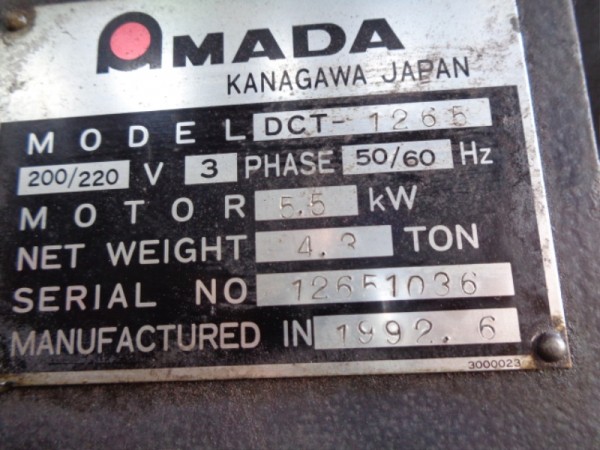 AMADA
KANAGAWA JAPAN
MODEL DCT-1265
200/220 V 3 PHASE 50/60 Hz
MOTOR 5.5 kW
NET WEIGHT 4.3 TON
SERIAL NO 12651036
MANUFACTURED IN 1992.6
3000023